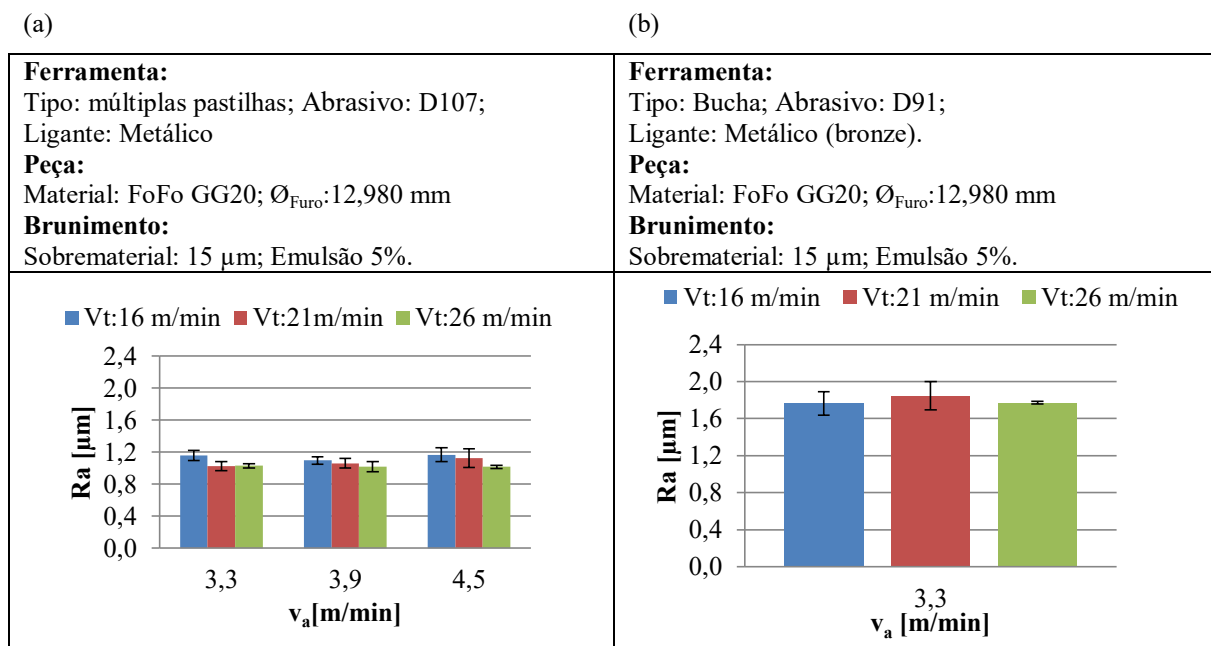 (a)
(b)
Ferramenta:
Tipo: múltiplas pastilhas; Abrasivo: D107;
Ligante: Metálico
Peça:
Material: FoFo GG20; ØFuro:12,980 mm
Brunimento:
Sobrematerial: 15 µm; Emulsão 5%.
Ferramenta:
Tipo: Bucha; Abrasivo: D91;
Ligante: Metálico (bronze).
Peça:
Material: FoFo GG20; ØFuro:12,980 mm
Brunimento:
Sobrematerial: 15 µm; Emulsão 5%.
Vt:16 m/min Vt:21m/min Vt:26 m/min
Ra [µm]
2,4
2,0
1,6
1,2
0,8
0,4
0,0
3,3 3,9 4,5
va[m/min]
Vt:16 m/min Vt:21 m/min Vt:26 m/min
Ra [µm]
2,4
2,0
1,6
1,2
0,8
0,4
0,0
3,3
va [m/min]